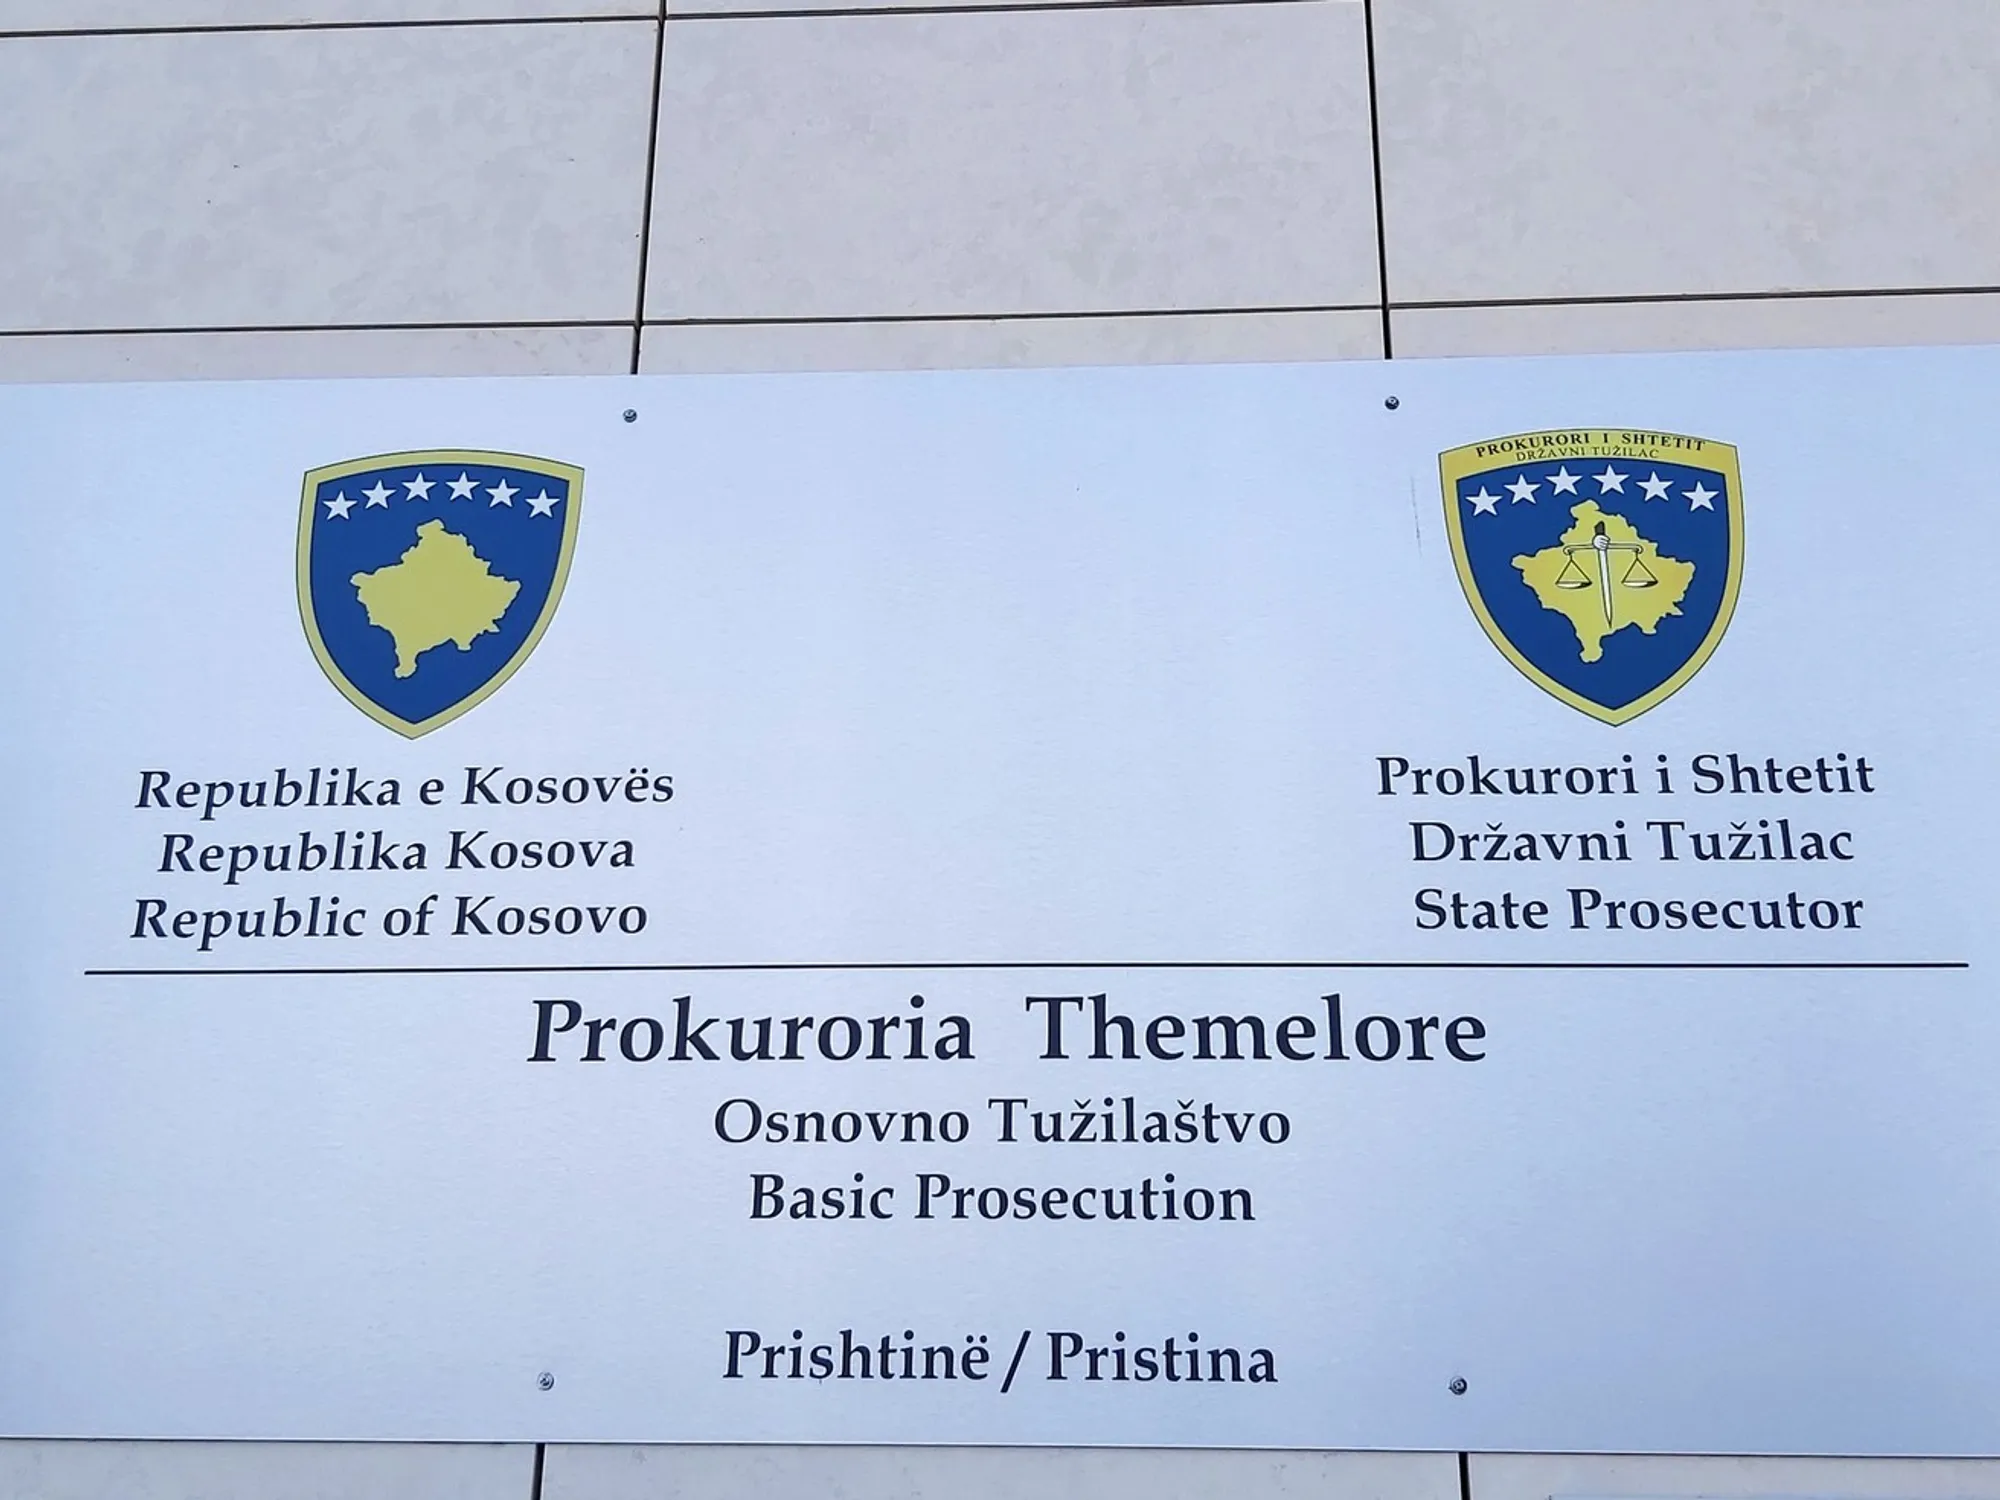 PROKURORI I SHTETIT
DRŽAVNI TUŽILAC
Republika e Kosovës
Republika Kosova
Republic of Kosovo
Prokurori i Shtetit
Državni Tužilac
State Prosecutor
Prokuroria Themelore
Osnovno Tužilaštvo
Basic Prosecution
Prishtinë / Pristina